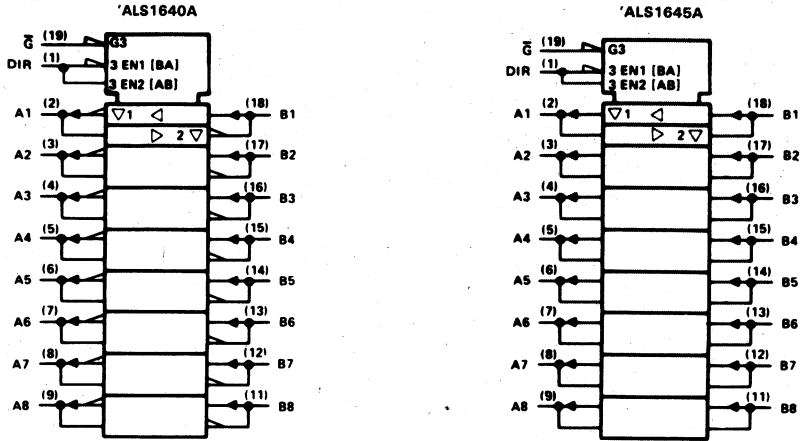 'ALS1640A
G (19) G3
DIR (1) 3 EN1 [BA]
3 EN2 [AB]
A1 (2) ▽1 ◁ (18) B1
▷ 2▽
A2 (3) (17) B2
A3 (4) (16) B3
A4 (5) (15) B4
A5 (6) (14) B5
A6 (7) (13) B6
A7 (8) (12) B7
A8 (9) (11) B8
'ALS1645A
G (19) G3
DIR (1) 3 EN1 [BA]
3 EN2 [AB]
A1 (2) ▽1 ◁ (18) B1
▷ 2▽
A2 (3) (17) B2
A3 (4) (16) B3
A4 (5) (15) B4
A5 (6) (14) B5
A6 (7) (13) B6
A7 (8) (12) B7
A8 (9) (11) B8